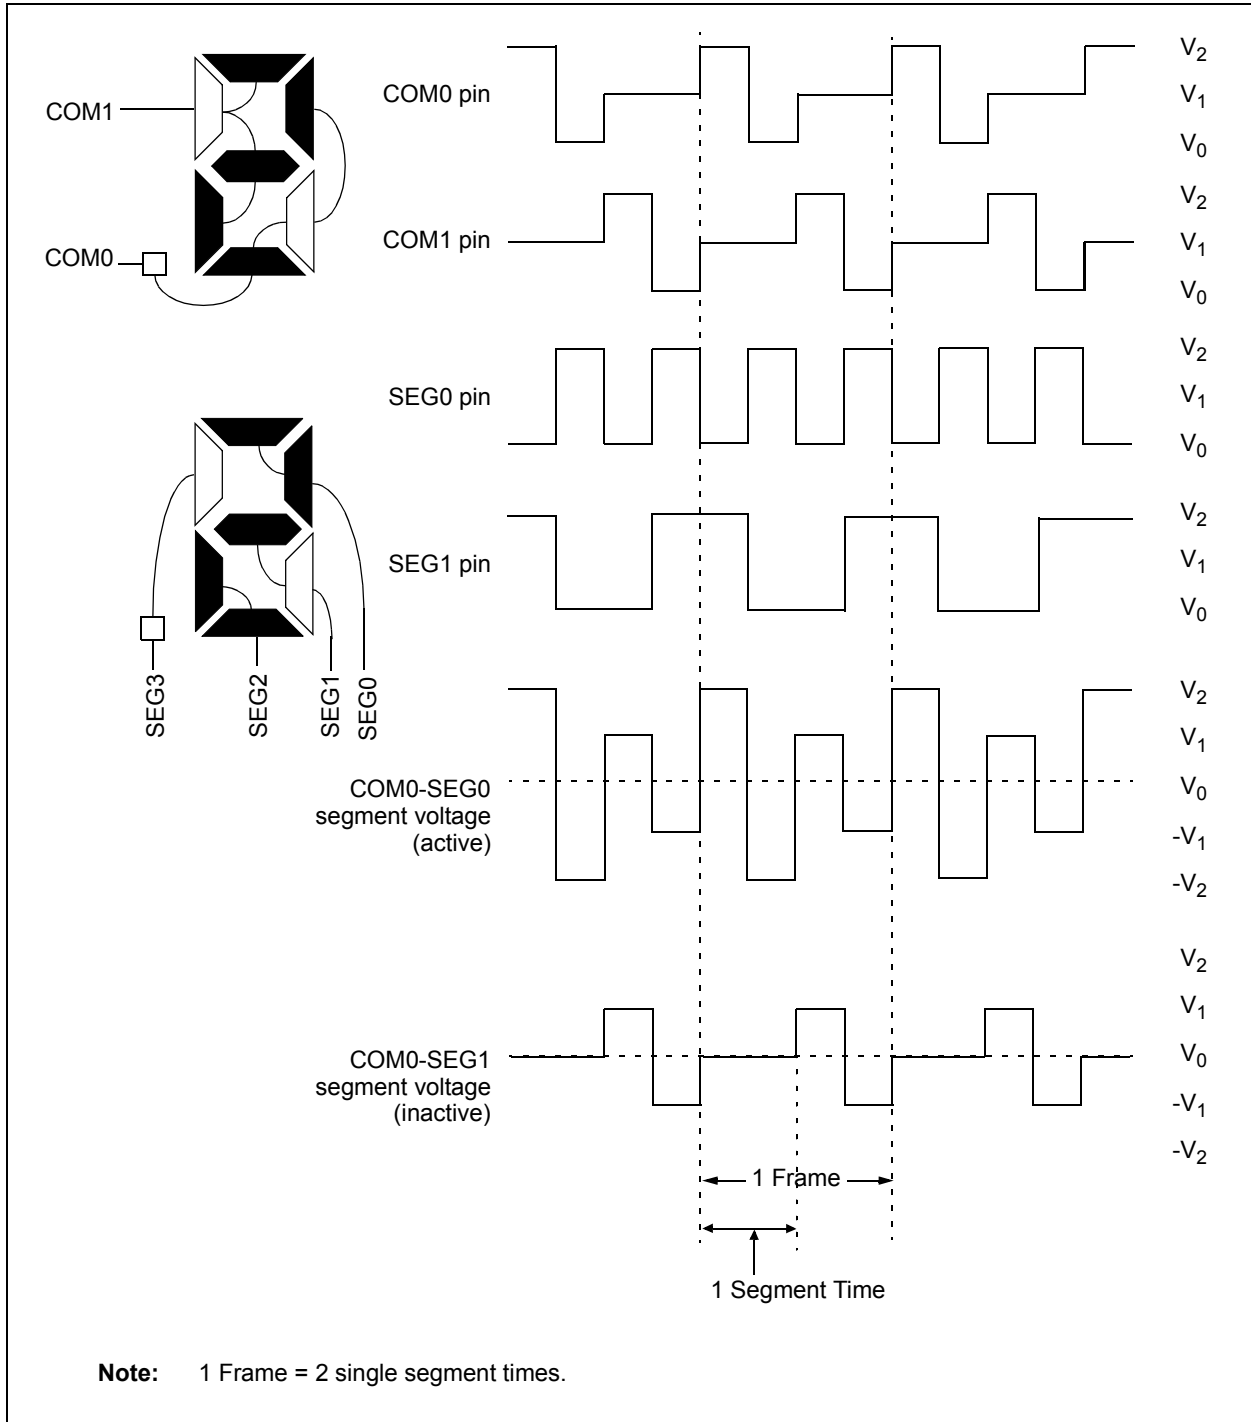 COM1
COM0
COM0 pin
V2
V1
V0
COM1 pin
V2
V1
V0
SEG0 pin
V2
V1
V0
SEG1 pin
V2
V1
V0
SEG3
SEG2
SEG1
SEG0
COM0-SEG0
segment voltage
(active)
V2
V1
V0
-V1
-V2
COM0-SEG1
segment voltage
(inactive)
V2
V1
V0
-V1
-V2
1 Frame
1 Segment Time
Note: 1 Frame = 2 single segment times.